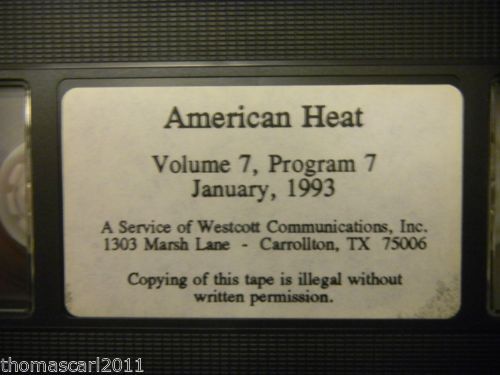 American Heat
Volume 7, Program 7
January, 1993
A Service of Westcott Communications, Inc.
1303 Marsh Lane - Carrollton, TX 75006
Copying of this tape is illegal without
written permission.
thomascarl2011